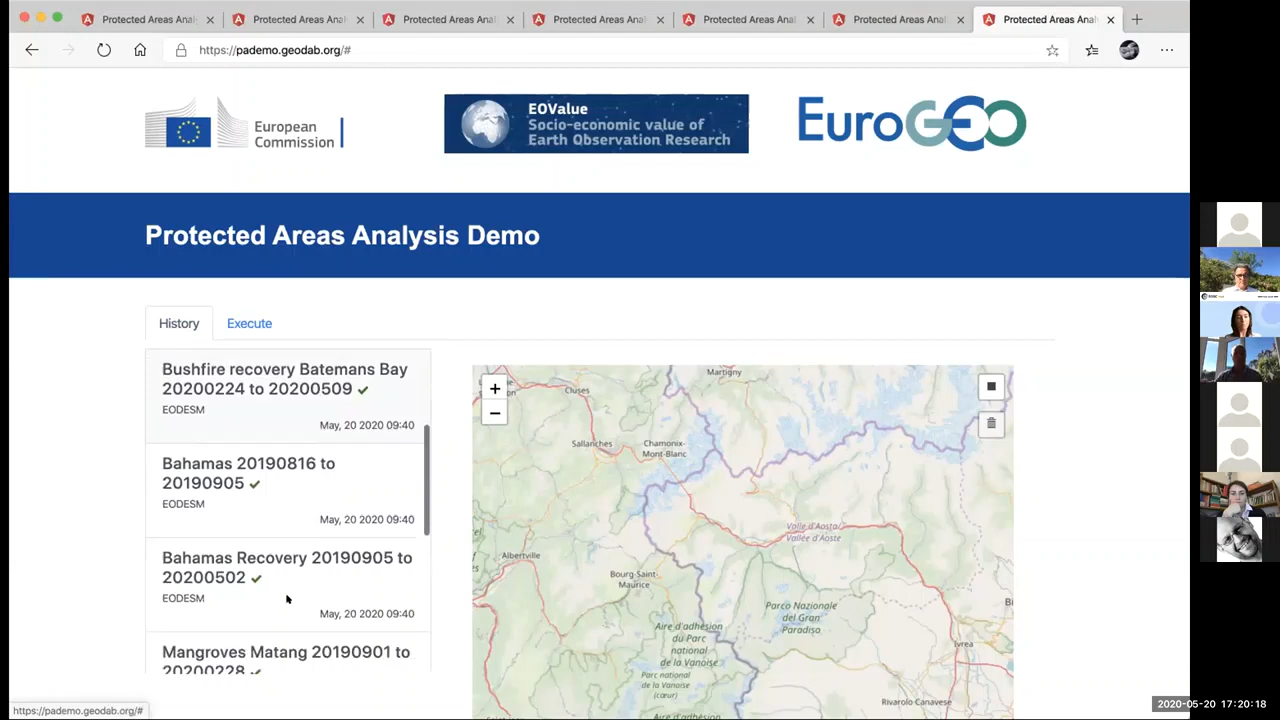 Protected Areas Anal
Protected Areas Anal
Protected Areas Anal
Protected Areas Anal
Protected Areas Anal
Protected Areas Anal
Protected Areas Anal
https://pademo.geodab.org/#
European
Commission
EOValue
Socio-economic value of
Earth Observation Research
EuroGEO
Protected Areas Analysis Demo
History
Execute
Bushfire recovery Batemans Bay
20200224 to 20200509
EODESM
May, 20 2020 09:40
Bahamas 20190816 to
20190905
EODESM
May, 20 2020 09:40
Bahamas Recovery 20190905 to
20200502
EODESM
May, 20 2020 09:40
Mangroves Matang 20190901 to
20200228
+
−
Martigny
Cluses
Sallanches
Chamonix-
Mont-Blanc
Valle d'Aosta/
Vallée d'Aoste
Albertville
Bourg-Saint-
Maurice
Parco Nazionale
del Gran
Paradiso
Bi
Aire d'adhésion
du Parc
national
de la Vanoise
Ivrea
Parc national
de la Vanoise
(cœur)
Rivarolo Canavese
Aire d'adhésion
https://pademo.geodab.org/#
2020-05-20 17:20:18